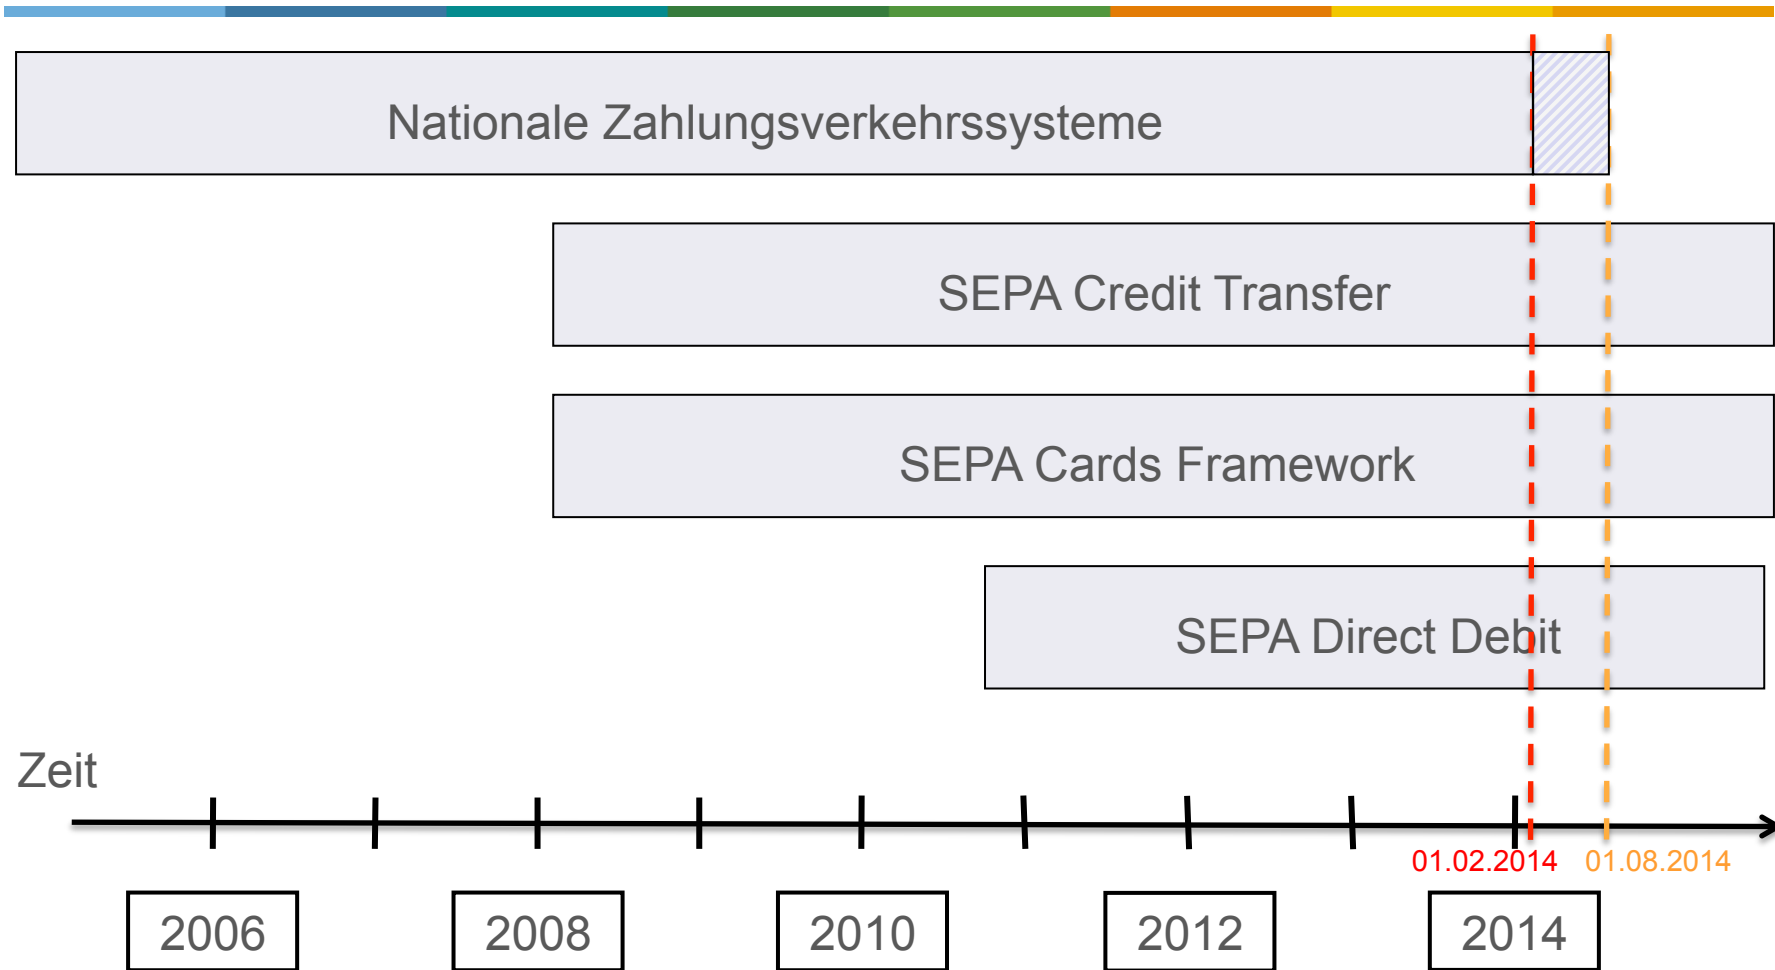 Nationale Zahlungsverkehrssysteme
SEPA Credit Transfer
SEPA Cards Framework
SEPA Direct Debit
Zeit
01.02.2014 01.08.2014
2006 2008 2010 2012 2014